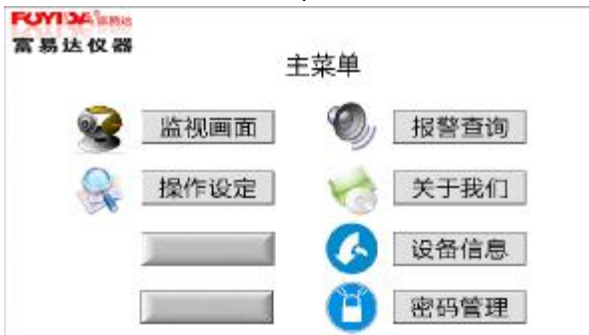 FUYIDA 富易达
富易达仪器
主菜单
监视画面 报警查询
操作设定 关于我们
设备信息
密码管理